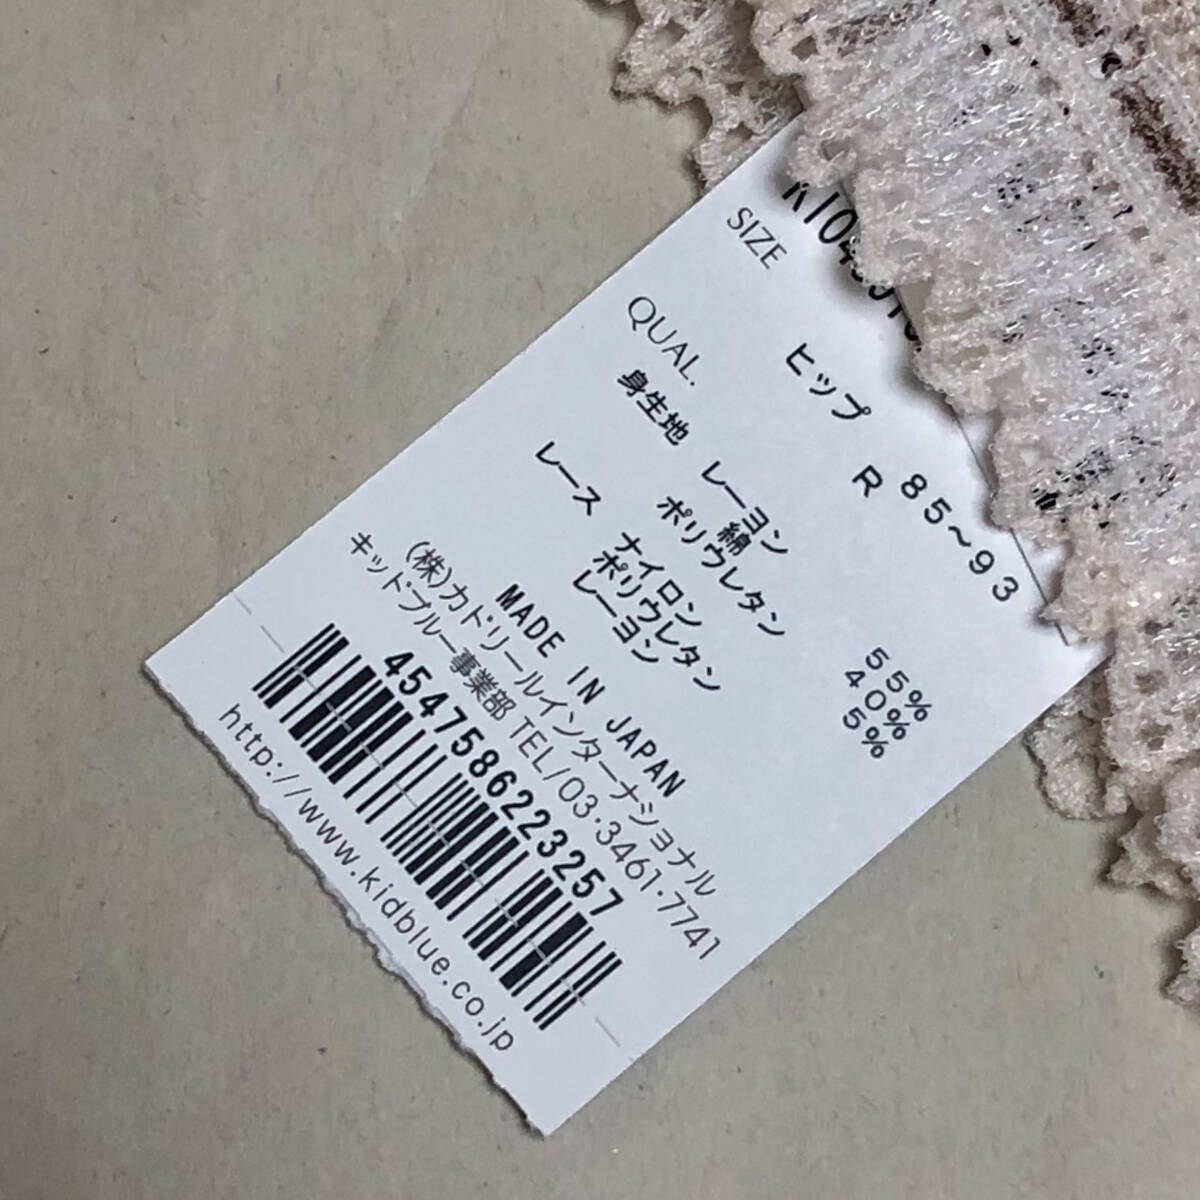 SIZE
ヒップ R 85~93
QUAL.
身生地 レーヨン 55%
綿 40%
ポリウレタン 5%
レース ナイロン
ポリウレタン
レーヨン
MADE IN JAPAN
(株)カドリールインターナショナル
キッドブルー事業部 TEL/03・3461・7741
4547586223257
http://www.kidblue.co.jp